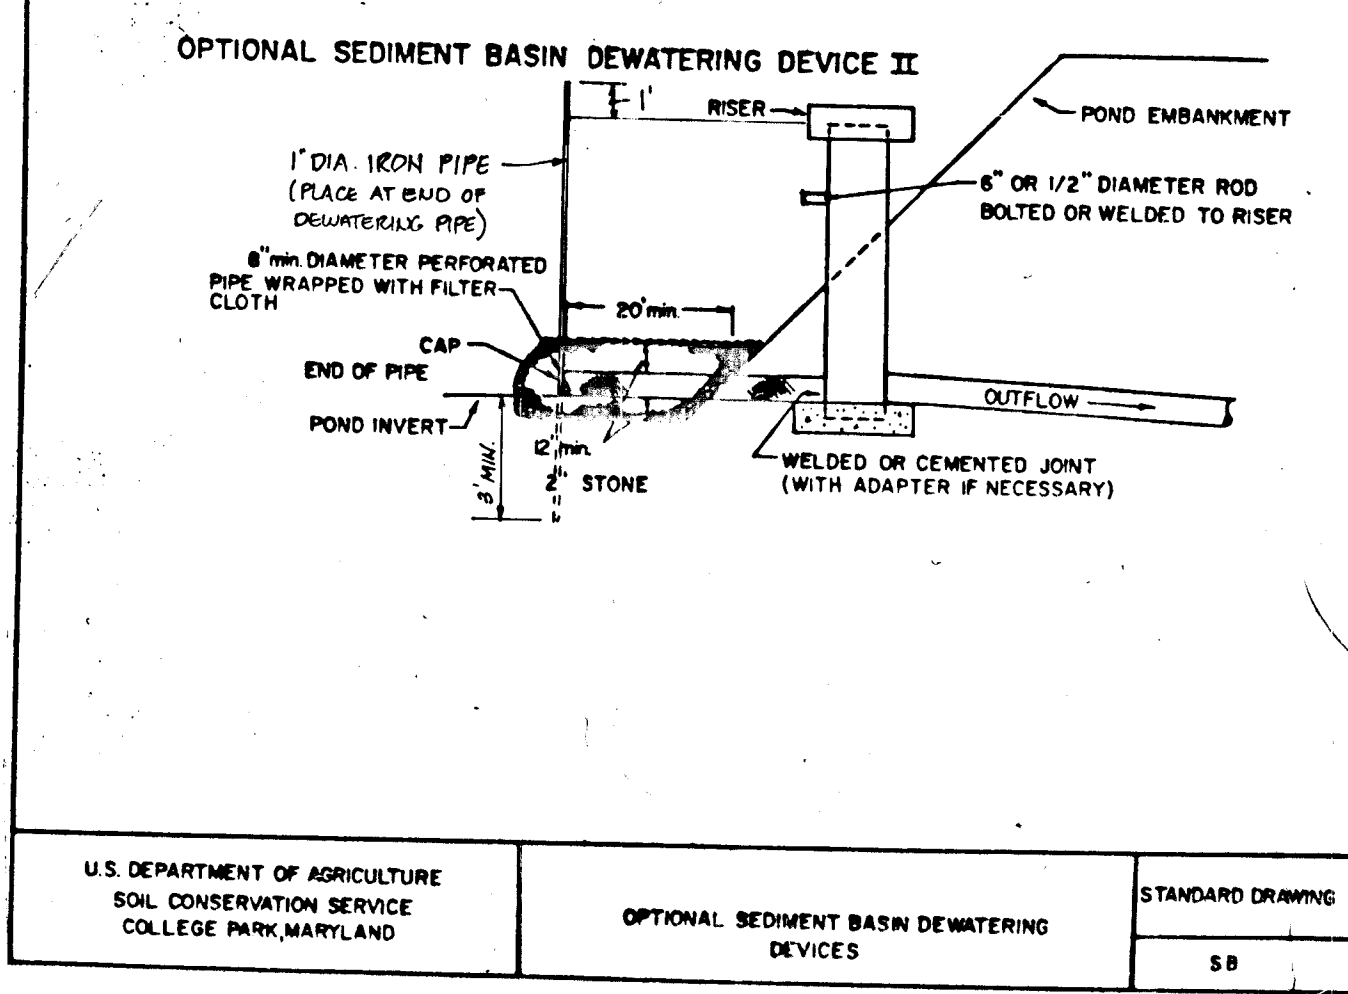 OPTIONAL SEDIMENT BASIN DEWATERING DEVICE II
1'
RISER
POND EMBANKMENT
1" DIA. IRON PIPE
(PLACE AT END OF
DEWATERING PIPE)
6" OR 1/2" DIAMETER ROD
BOLTED OR WELDED TO RISER
min. DIAMETER PERFORATED
PIPE WRAPPED WITH FILTER
CLOTH
20' min.
CAP
END OF PIPE
POND INVERT
OUTFLOW
12" min.
3' MIN.
2" STONE
WELDED OR CEMENTED JOINT
(WITH ADAPTER IF NECESSARY)
U.S. DEPARTMENT OF AGRICULTURE
SOIL CONSERVATION SERVICE
COLLEGE PARK, MARYLAND
OPTIONAL SEDIMENT BASIN DEWATERING
DEVICES
STANDARD DRAWING
SB